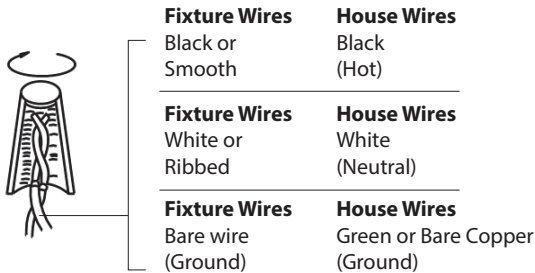 Fixture Wires House Wires
Black or Black
Smooth (Hot)
Fixture Wires House Wires
White or White
Ribbed (Neutral)
Fixture Wires House Wires
Bare wire Green or Bare Copper
(Ground) (Ground)